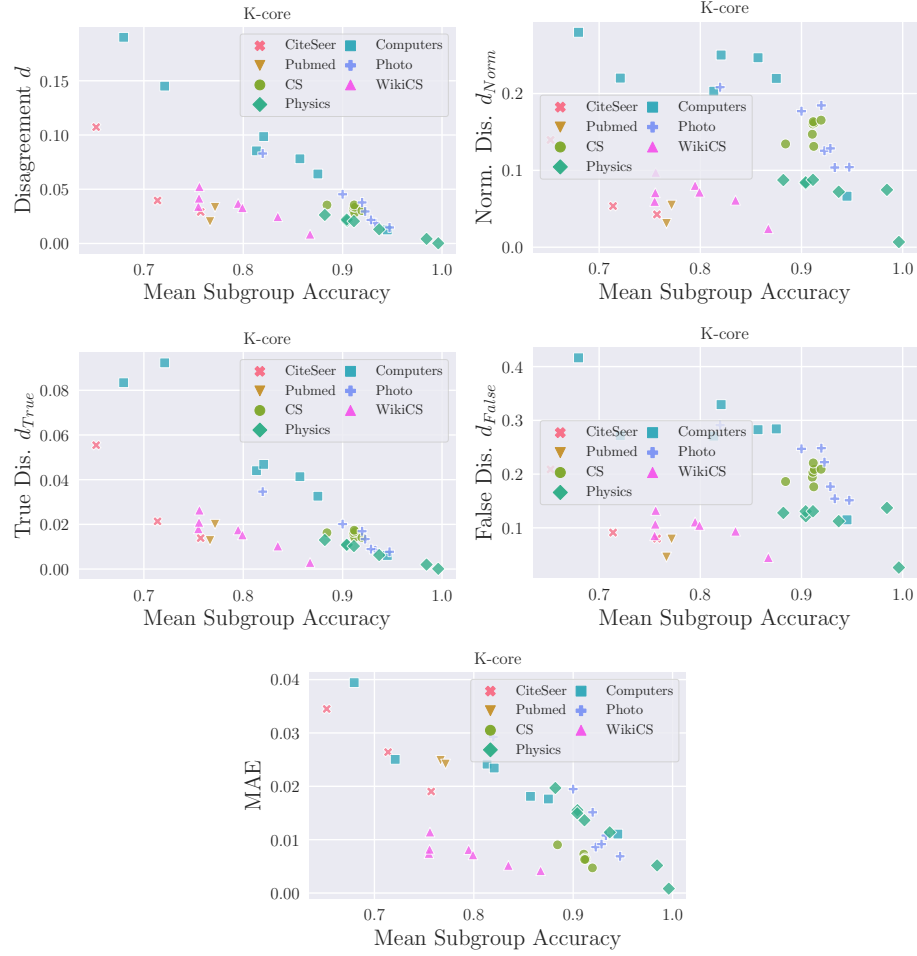 K-core
Disagreement d
0.15
0.10
0.05
0.00
CiteSeer
Pubmed
CS
Physics
Computers
Photo
WikiCS
0.7 0.8 0.9 1.0
Mean Subgroup Accuracy
K-core
Norm. Dis. d_Norm
0.2
0.1
0.0
CiteSeer
Pubmed
CS
Physics
Computers
Photo
WikiCS
0.7 0.8 0.9 1.0
Mean Subgroup Accuracy
K-core
True Dis. d_True
0.08
0.06
0.04
0.02
0.00
CiteSeer
Pubmed
CS
Physics
Computers
Photo
WikiCS
0.7 0.8 0.9 1.0
Mean Subgroup Accuracy
K-core
False Dis. d_False
0.4
0.3
0.2
0.1
CiteSeer
Pubmed
CS
Physics
Computers
Photo
WikiCS
0.7 0.8 0.9 1.0
Mean Subgroup Accuracy
K-core
MAE
0.04
0.03
0.02
0.01
0.00
CiteSeer
Pubmed
CS
Physics
Computers
Photo
WikiCS
0.7 0.8 0.9 1.0
Mean Subgroup Accuracy